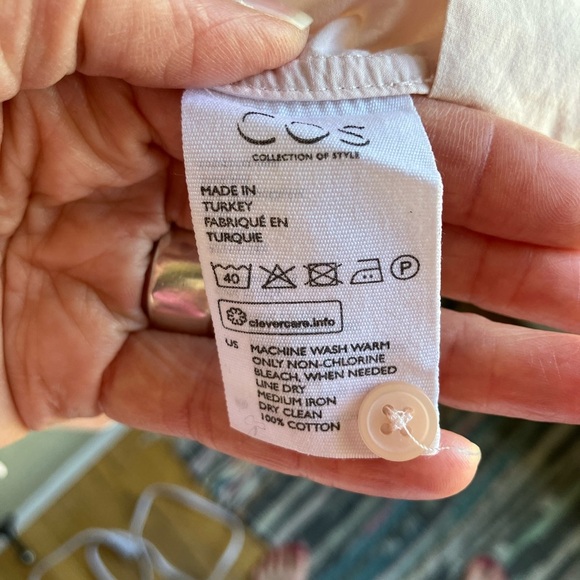 COS
COLLECTION OF STYLE
MADE IN
TURKEY
FABRIQUÉ EN
TURQUIE
40 P
clevercare.info
US MACHINE WASH WARM
ONLY NON-CHLORINE
BLEACH, WHEN NEEDED
LINE DRY
MEDIUM IRON
DRY CLEAN
100% COTTON